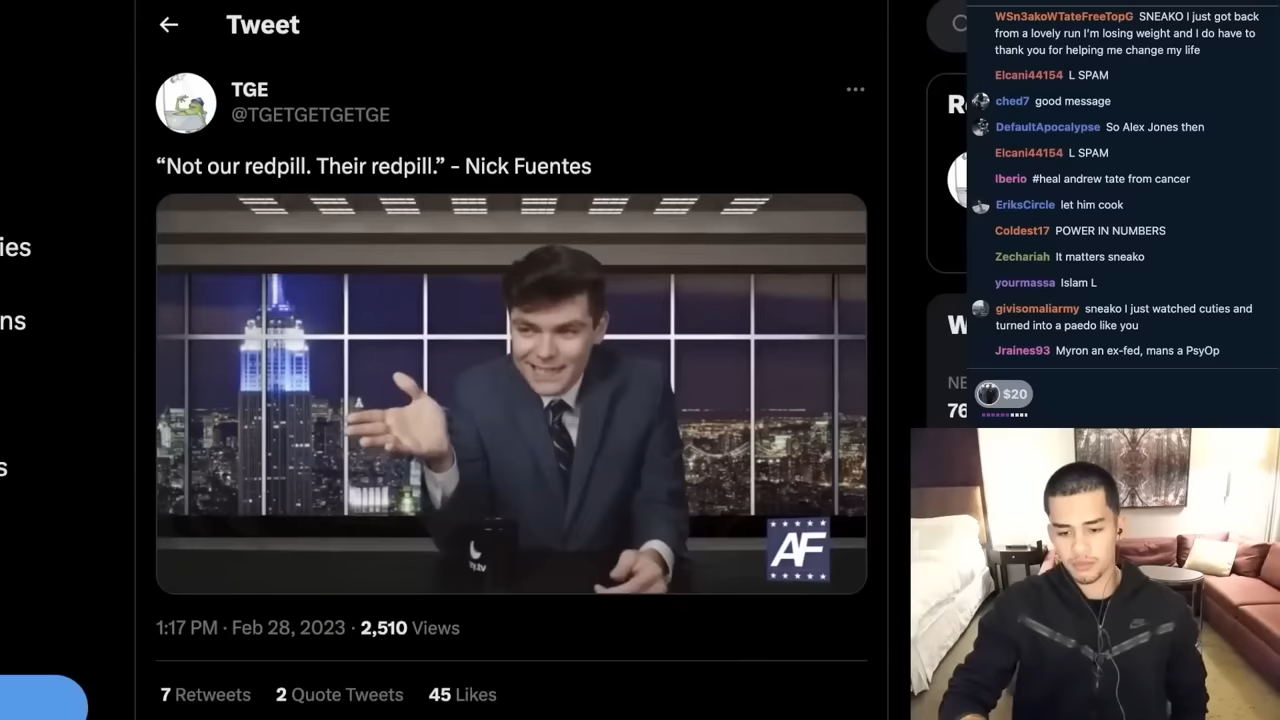 Tweet
TGE
@TGETGETGETGE
“Not our redpill. Their redpill.” - Nick Fuentes
AF
1:17 PM · Feb 28, 2023 · 2,510 Views
7 Retweets 2 Quote Tweets 45 Likes
ies
ns
s
R
W
NE
76
WSn3akoWTateFreeTopG SNEAKO I just got back
from a lovely run I'm losing weight and I do have to
thank you for helping me change my life
Elcani44154 L SPAM
ched7 good message
DefaultApocalypse So Alex Jones then
Elcani44154 L SPAM
Iberio #heal andrew tate from cancer
EriksCircle let him cook
Coldest17 POWER IN NUMBERS
Zechariah It matters sneako
yourmassa Islam L
givisomaliarmy sneako I just watched cuties and
turned into a paedo like you
Jraines93 Myron an ex-fed, mans a PsyOp
$20